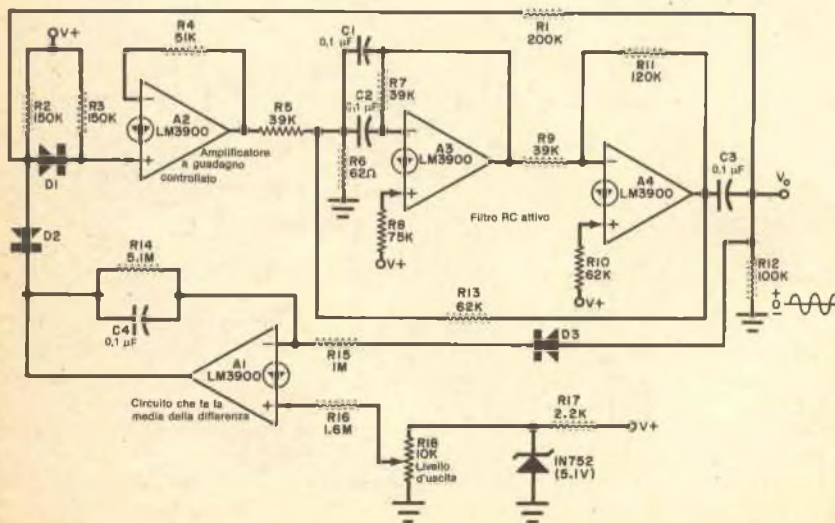 R1
200K
V+
R4
51K
C1
0,1 µF
R11
120K
R2
150K
R3
150K
A2
LM3900
R5
39K
C2
0,1 µF
R7
39K
A3
LM3900
R9
39K
A4
LM3900
C3
0,1 µF
Vo
D1
Amplificatore
a guadagno
controllato
R6
62Ω
R8
75K
V+
Filtro RC attivo
R10
62K
V+
R12
100K
+
0
-
D2
R14
5.1M
C4
0,1 µF
R13
62K
D3
A1
LM3900
R15
1M
Circuito che fa la
media della differenza
R16
1.6M
R17
2.2K
V+
R18
10K
Livello
d'uscita
IN752
(5.1V)